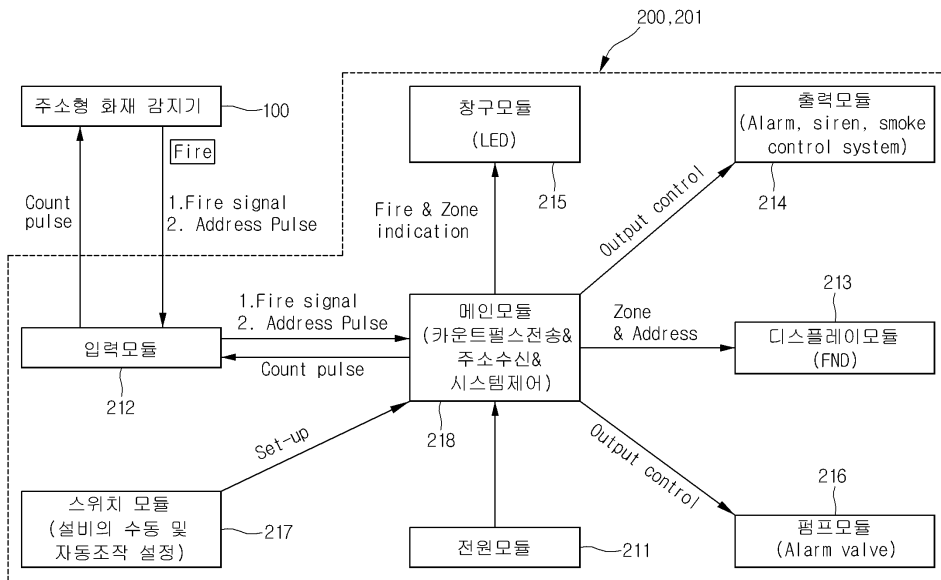 200,201
주소형 화재 감지기
100
Fire
Count
pulse
1.Fire signal
2. Address Pulse
창구모듈
(LED)
215
출력모듈
(Alarm, siren, smoke
control system)
214
Fire & Zone
indication
Output control
1.Fire signal
2. Address Pulse
Count pulse
입력모듈
212
메인모듈
(카운트펄스전송&
주소수신&
시스템제어)
218
Zone
& Address
213
디스플레이모듈
(FND)
Set-up
Output control
스위치 모듈
(설비의 수동 및
자동조작 설정)
217
전원모듈
211
216
펌프모듈
(Alarm valve)